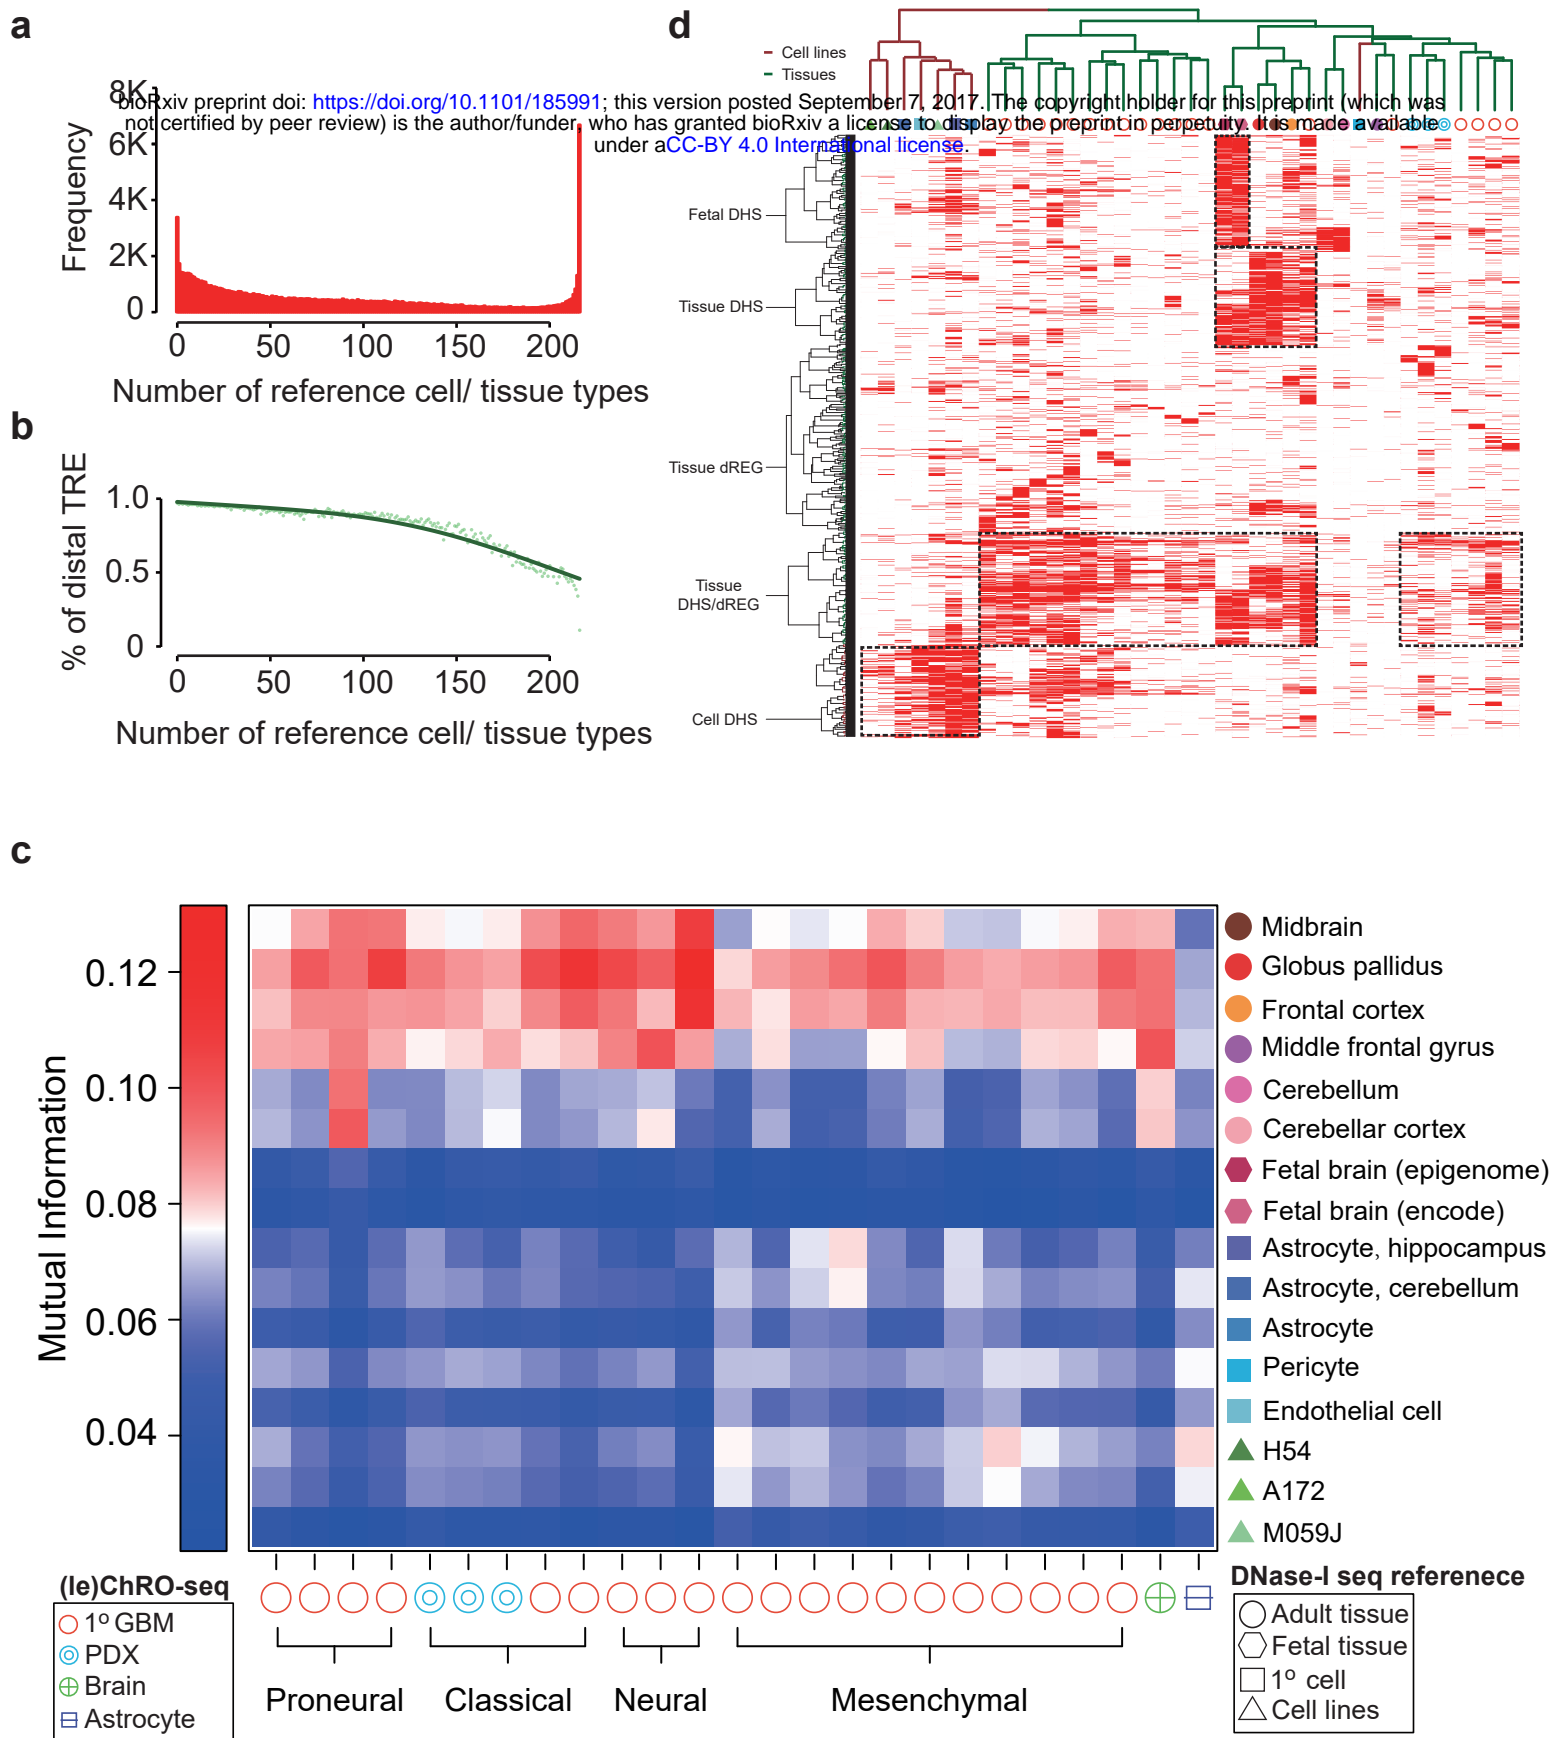 a
8K
6K
4K
2K
0
Frequency
0 50 100 150 200
Number of reference cell/ tissue types
bioRxiv preprint doi: https://doi.org/10.1101/185991; this version posted September 7, 2017. The copyright holder for this preprint (which was
not certified by peer review) is the author/funder, who has granted bioRxiv a license to display the preprint in perpetuity. It is made available
under aCC-BY 4.0 International license.
b
1.0
0.5
0
% of distal TRE
0 50 100 150 200
Number of reference cell/ tissue types
d
Cell lines
Tissues
Fetal DHS
Tissue DHS
Tissue dREG
Tissue
DHS/dREG
Cell DHS
c
Mutual Information
0.12
0.10
0.08
0.06
0.04
Midbrain
Globus pallidus
Frontal cortex
Middle frontal gyrus
Cerebellum
Cerebellar cortex
Fetal brain (epigenome)
Fetal brain (encode)
Astrocyte, hippocampus
Astrocyte, cerebellum
Astrocyte
Pericyte
Endothelial cell
H54
A172
M059J
(le)ChRO-seq
1º GBM
PDX
Brain
Astrocyte
Proneural Classical Neural Mesenchymal
DNase-I seq referenece
Adult tissue
Fetal tissue
1º cell
Cell lines